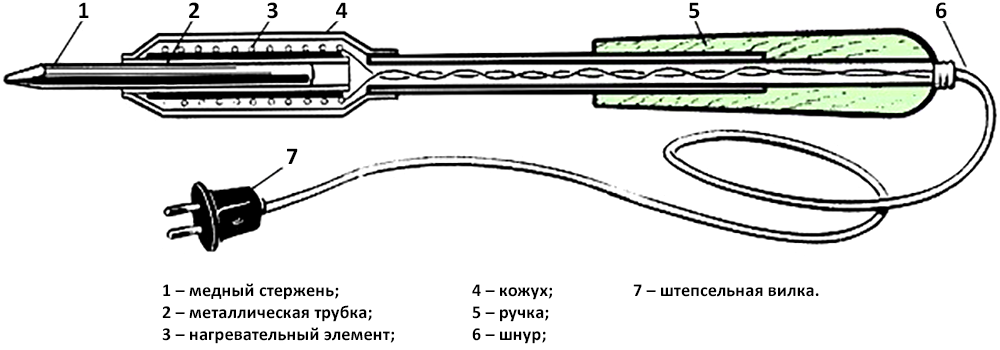 1 2 3 4 5 6
7
1 – медный стержень;
2 – металлическая трубка;
3 – нагревательный элемент;
4 – кожух;
5 – ручка;
6 – шнур;
7 – штепсельная вилка.